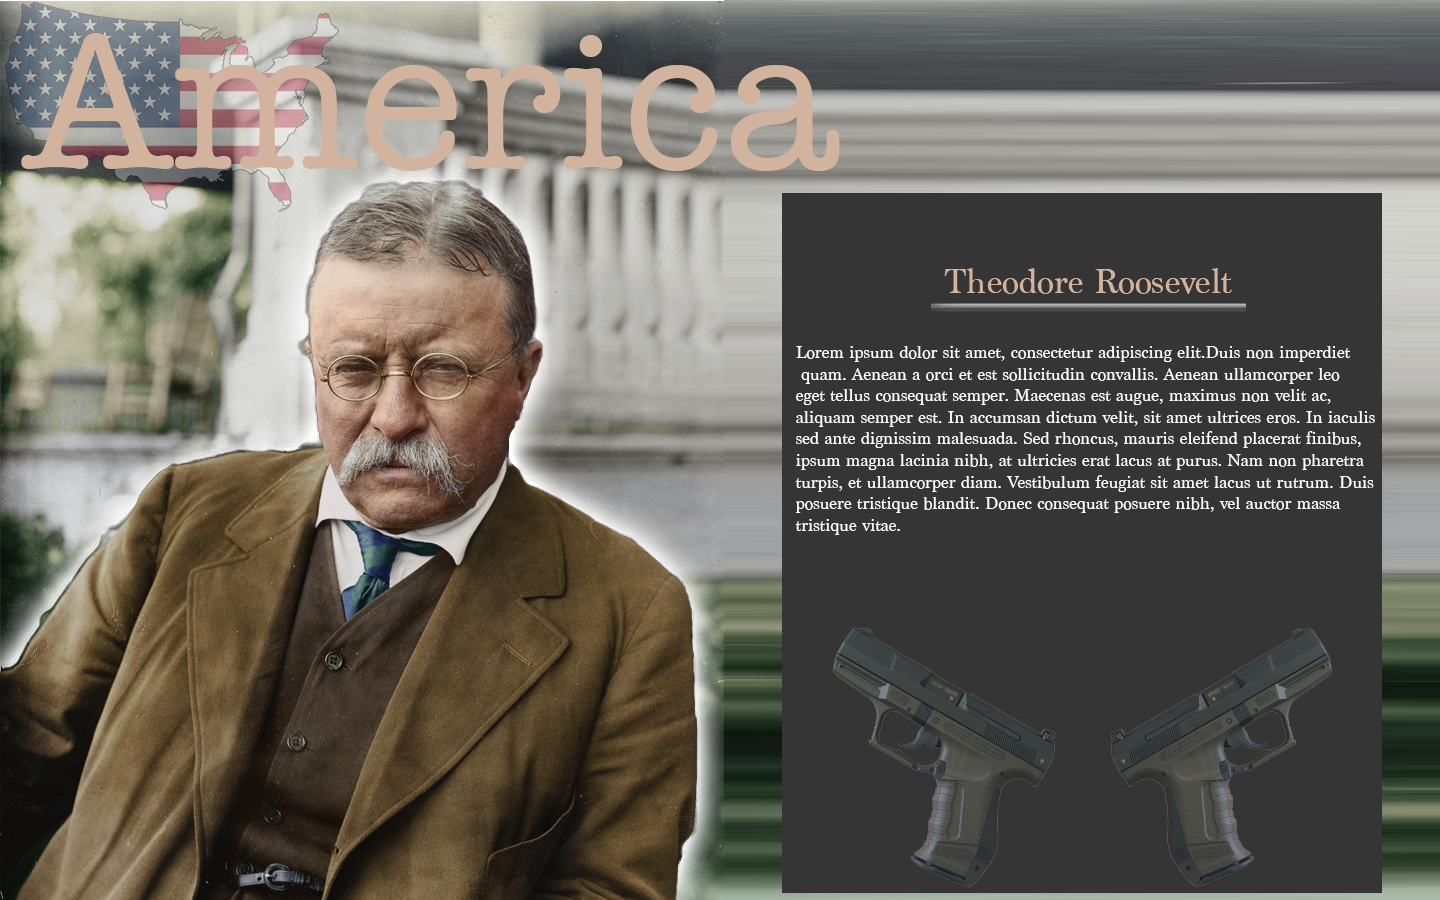 America
Theodore Roosevelt
Lorem ipsum dolor sit amet, consectetur adipiscing elit.Duis non imperdiet
quam. Aenean a orci et est sollicitudin convallis. Aenean ullamcorper leo
eget tellus consequat semper. Maecenas est augue, maximus non velit ac,
aliquam semper est. In accumsan dictum velit, sit amet ultrices eros. In iaculis
sed ante dignissim malesuada. Sed rhoncus, mauris eleifend placerat finibus,
ipsum magna lacinia nibh, at ultricies erat lacus at purus. Nam non pharetra
turpis, et ullamcorper diam. Vestibulum feugiat sit amet lacus ut rutrum. Duis
posuere tristique blandit. Donec consequat posuere nibh, vel auctor massa
tristique vitae.